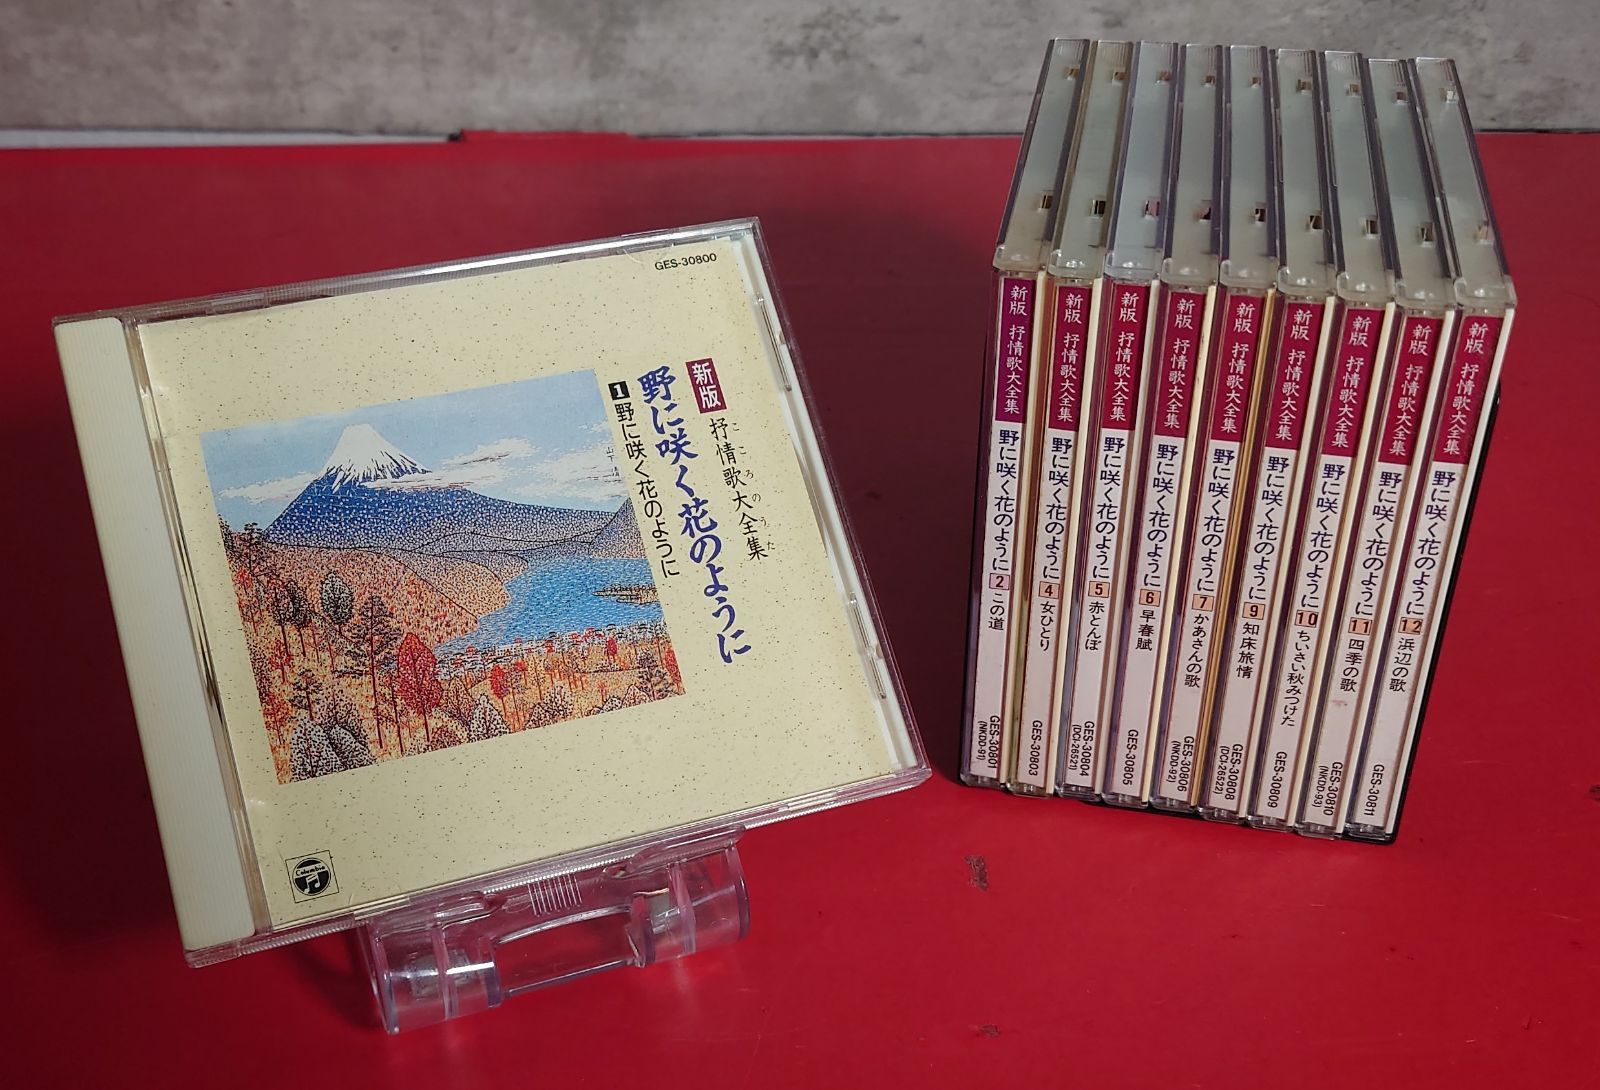 GES-30800
新版
抒情歌大全集
こころのうた
野に咲く花のように
1 野に咲く花のように
山下 清
Columbia
新版 抒情歌大全集 野に咲く花のように 2 この道 GES-30801 (NKDD-91)
新版 抒情歌大全集 野に咲く花のように 4 女ひとり GES-30803
新版 抒情歌大全集 野に咲く花のように 5 赤とんぼ GES-30804 (DCI-26521)
新版 抒情歌大全集 野に咲く花のように 6 早春賦 GES-30805
新版 抒情歌大全集 野に咲く花のように 7 かあさんの歌 GES-30806 (NKDD-92)
新版 抒情歌大全集 野に咲く花のように 9 知床旅情 GES-30808 (DCI-26522)
新版 抒情歌大全集 野に咲く花のように 10 ちいさい秋みつけた GES-30809
新版 抒情歌大全集 野に咲く花のように 11 四季の歌 GES-30810 (NKDD-93)
新版 抒情歌大全集 野に咲く花のように 12 浜辺の歌 GES-30811